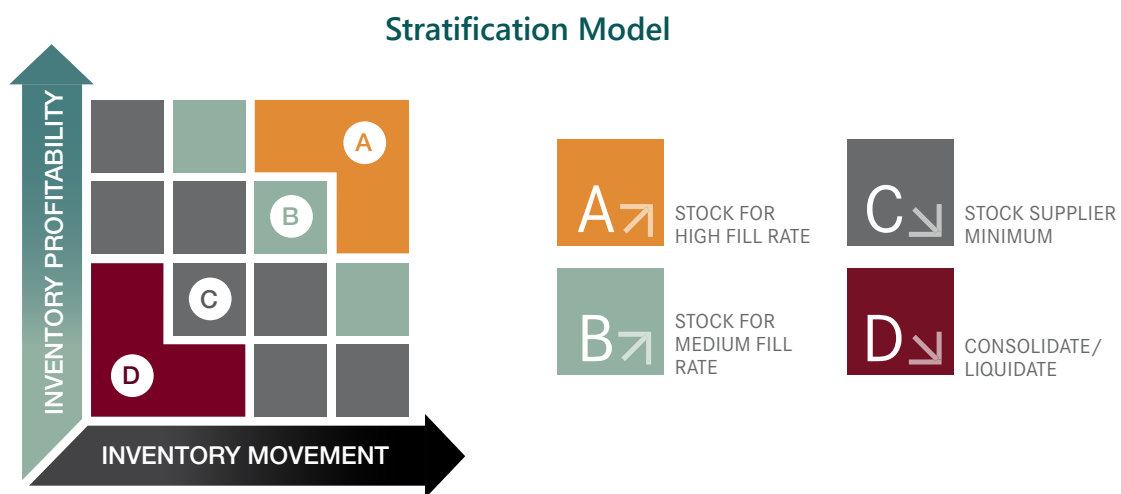 Stratification Model
INVENTORY PROFITABILITY
A
B
C
D
INVENTORY MOVEMENT
A
STOCK FOR
HIGH FILL RATE
B
STOCK FOR
MEDIUM FILL
RATE
C
STOCK SUPPLIER
MINIMUM
D
CONSOLIDATE/
LIQUIDATE